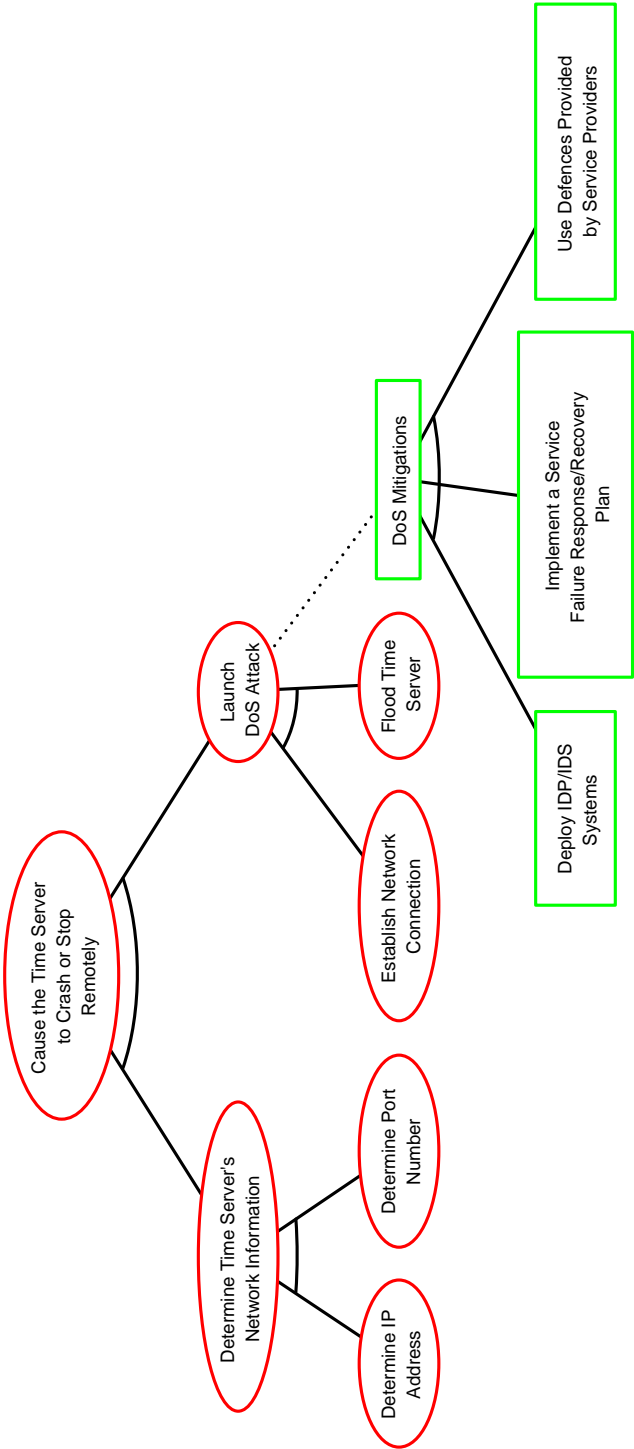 Cause the Time Server
to Crash or Stop
Remotely
Determine Time Server's
Network Information
Launch
DoS Attack
Determine IP
Address
Determine Port
Number
Establish Network
Connection
Flood Time
Server
DoS Mitigations
Deploy IDP/IDS
Systems
Implement a Service
Failure Response/Recovery
Plan
Use Defences Provided
by Service Providers